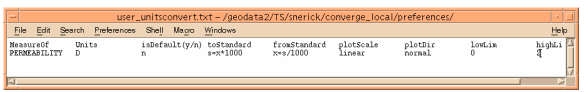 user_unitsconvert.txt - /geodata2/TS/snerick/converge_local/preferences/
File Edit Search Preferences Shell Macro Windows Help
MeasureOf Units isDefault(y/n) toStandard fromStandard plotScale plotDir lowLim highLi
PERMEABILITY D n s=x*1000 x=s/1000 linear normal 0